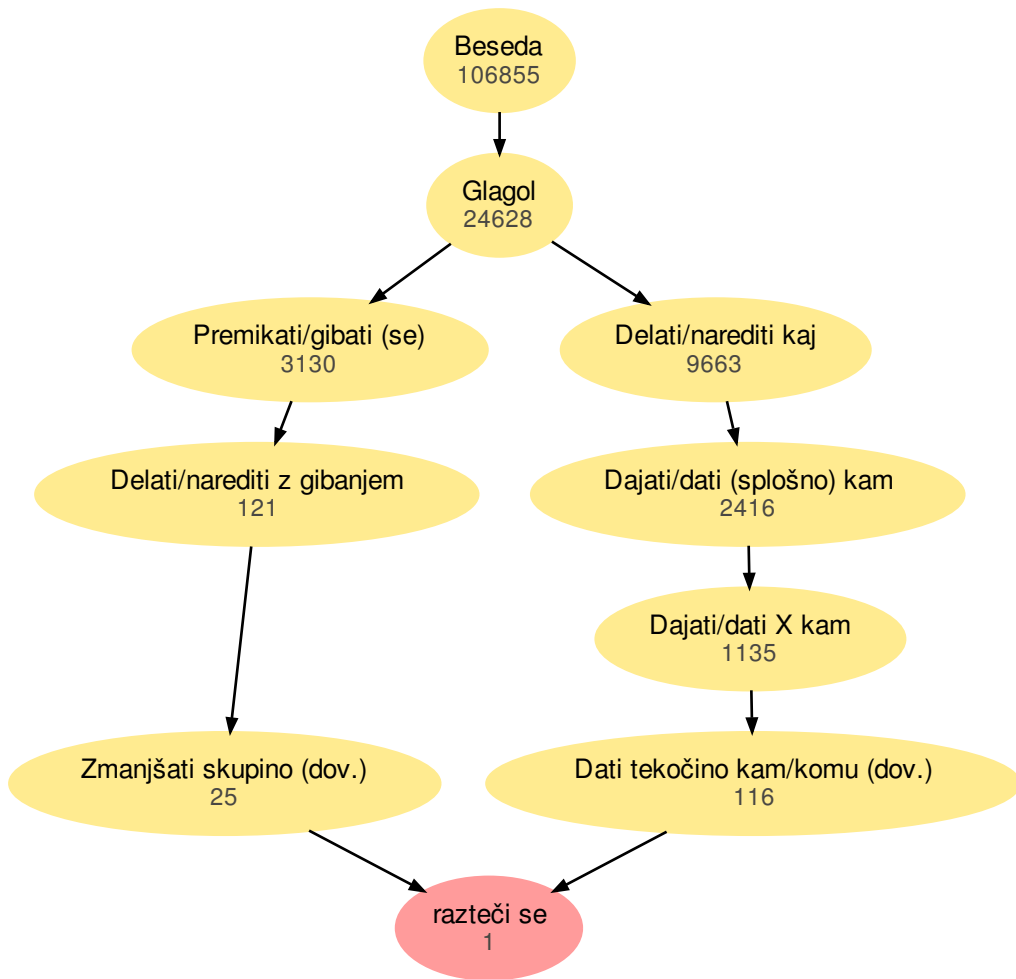 Beseda
106855
Glagol
24628
Premikati/gibati (se)
3130
Delati/narediti kaj
9663
Delati/narediti z gibanjem
121
Dajati/dati (splošno) kam
2416
Dajati/dati X kam
1135
Zmanjšati skupino (dov.)
25
Dati tekočino kam/komu (dov.)
116
razteči se
1